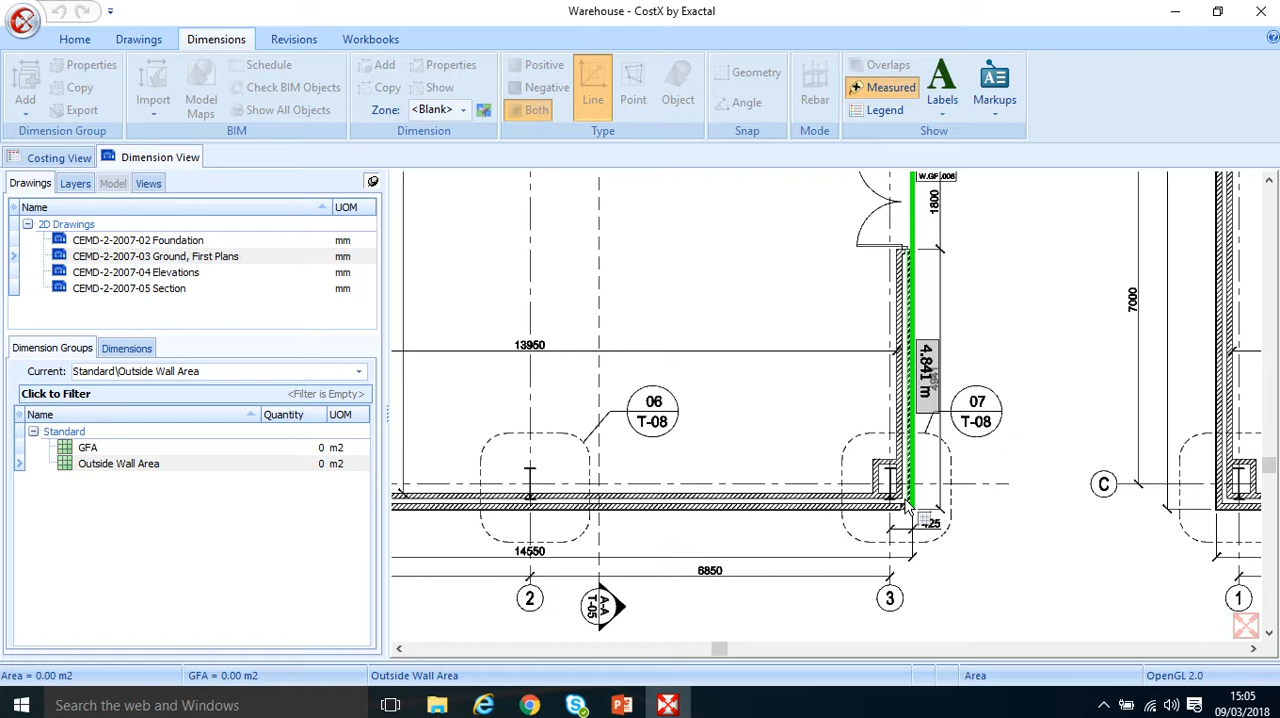 Warehouse - CostX by Exactal
Home Drawings Dimensions Revisions Workbooks
Add Properties Copy Export Dimension Group
Import Model Maps Schedule Check BIM Objects Show All Objects BIM
Add Properties Copy Show Zone: <Blank> Dimension
Positive Negative Both Line Point Object Type
Geometry Angle Snap
Rebar Mode
Overlaps Measured Legend Labels Markups Show
Costing View Dimension View
Drawings Layers Model Views
Name UOM
2D Drawings
CEMD-2-2007-02 Foundation mm
CEMD-2-2007-03 Ground, First Plans mm
CEMD-2-2007-04 Elevations mm
CEMD-2-2007-05 Section mm
Dimension Groups Dimensions
Current: Standard\Outside Wall Area
Click to Filter <Filter is Empty>
Name Quantity UOM
Standard
GFA 0 m2
Outside Wall Area 0 m2
W.GF.006
1800
7000
13950
4.841 m
06
T-08
07
T-08
C
14550
6850
2
A-A
T-05
3
1
Area = 0.00 m2 GFA = 0.00 m2 Outside Wall Area Area OpenGL 2.0
Search the web and Windows
15:05
09/03/2018